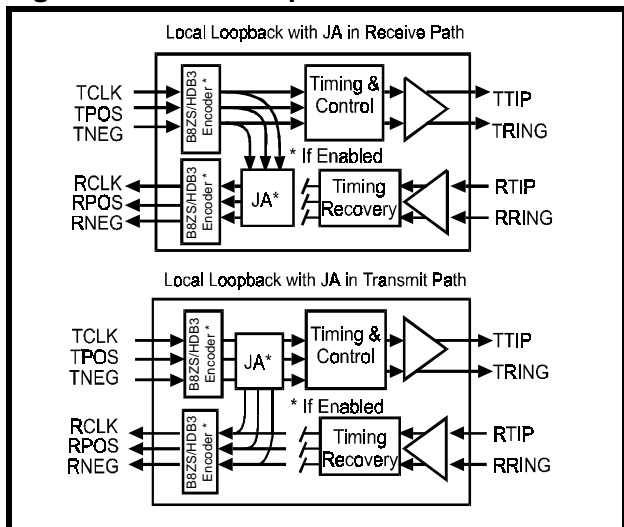 Local Loopback with JA in Receive Path
TCLK
TPOS
TNEG
B8ZS/HDB3
Encoder *
Timing &
Control
TTIP
TRING
* If Enabled
RCLK
RPOS
RNEG
B8ZS/HDB3
Encoder *
JA*
Timing
Recovery
RTIP
RRING
Local Loopback with JA in Transmit Path
TCLK
TPOS
TNEG
B8ZS/HDB3
Encoder *
JA*
Timing &
Control
TTIP
TRING
* If Enabled
RCLK
RPOS
RNEG
B8ZS/HDB3
Encoder *
Timing
Recovery
RTIP
RRING